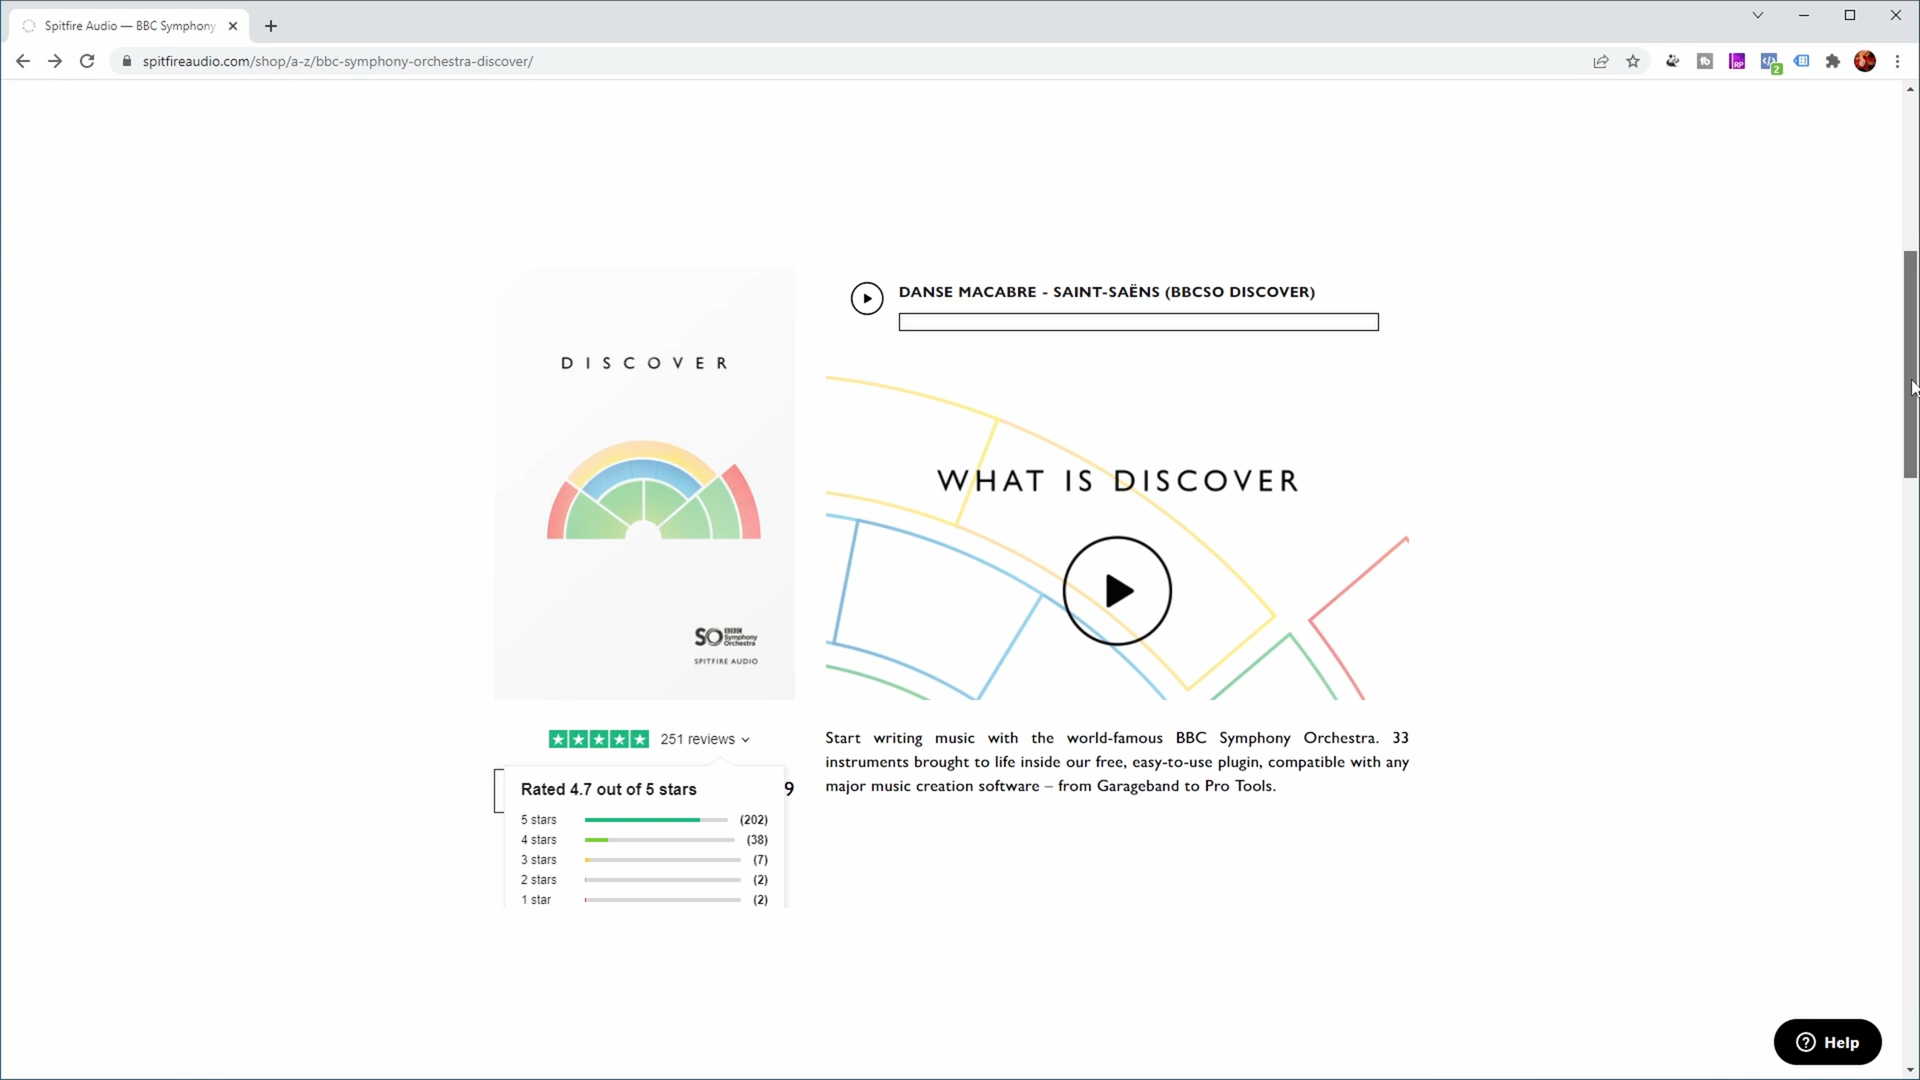 Spitfire Audio — BBC Symphony
spitfireaudio.com/shop/a-z/bbc-symphony-orchestra-discover/
2
DISCOVER
SO BBC Symphony Orchestra
SPITFIRE AUDIO
DANSE MACABRE - SAINT-SAËNS (BBCSO DISCOVER)
WHAT IS DISCOVER
251 reviews
Rated 4.7 out of 5 stars
9
5 stars (202)
4 stars (38)
3 stars (7)
2 stars (2)
1 star (2)
Start writing music with the world-famous BBC Symphony Orchestra. 33
instruments brought to life inside our free, easy-to-use plugin, compatible with any
major music creation software – from Garageband to Pro Tools.
Help